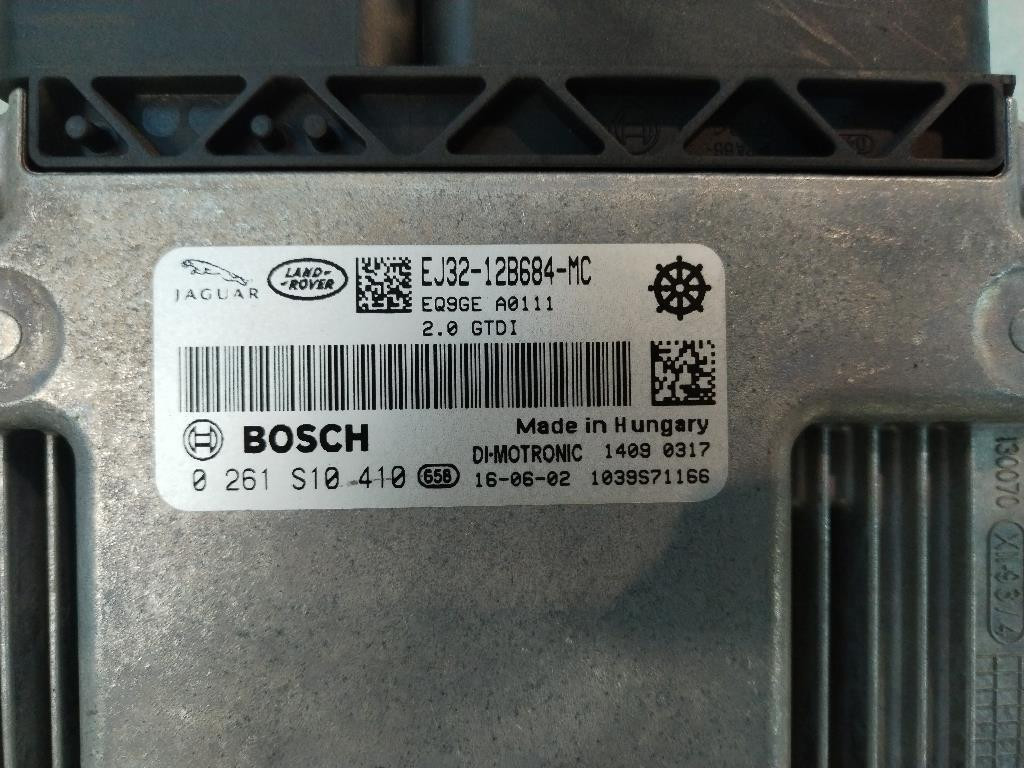 JAGUAR
LAND-
ROVER
EJ32-12B684-MC
EQ9GE A0111
2.0 GTDI
BOSCH
Made in Hungary
DI-MOTRONIC 1409 0317
0 261 S10 410 658 16-06-02 1039S71166
130070